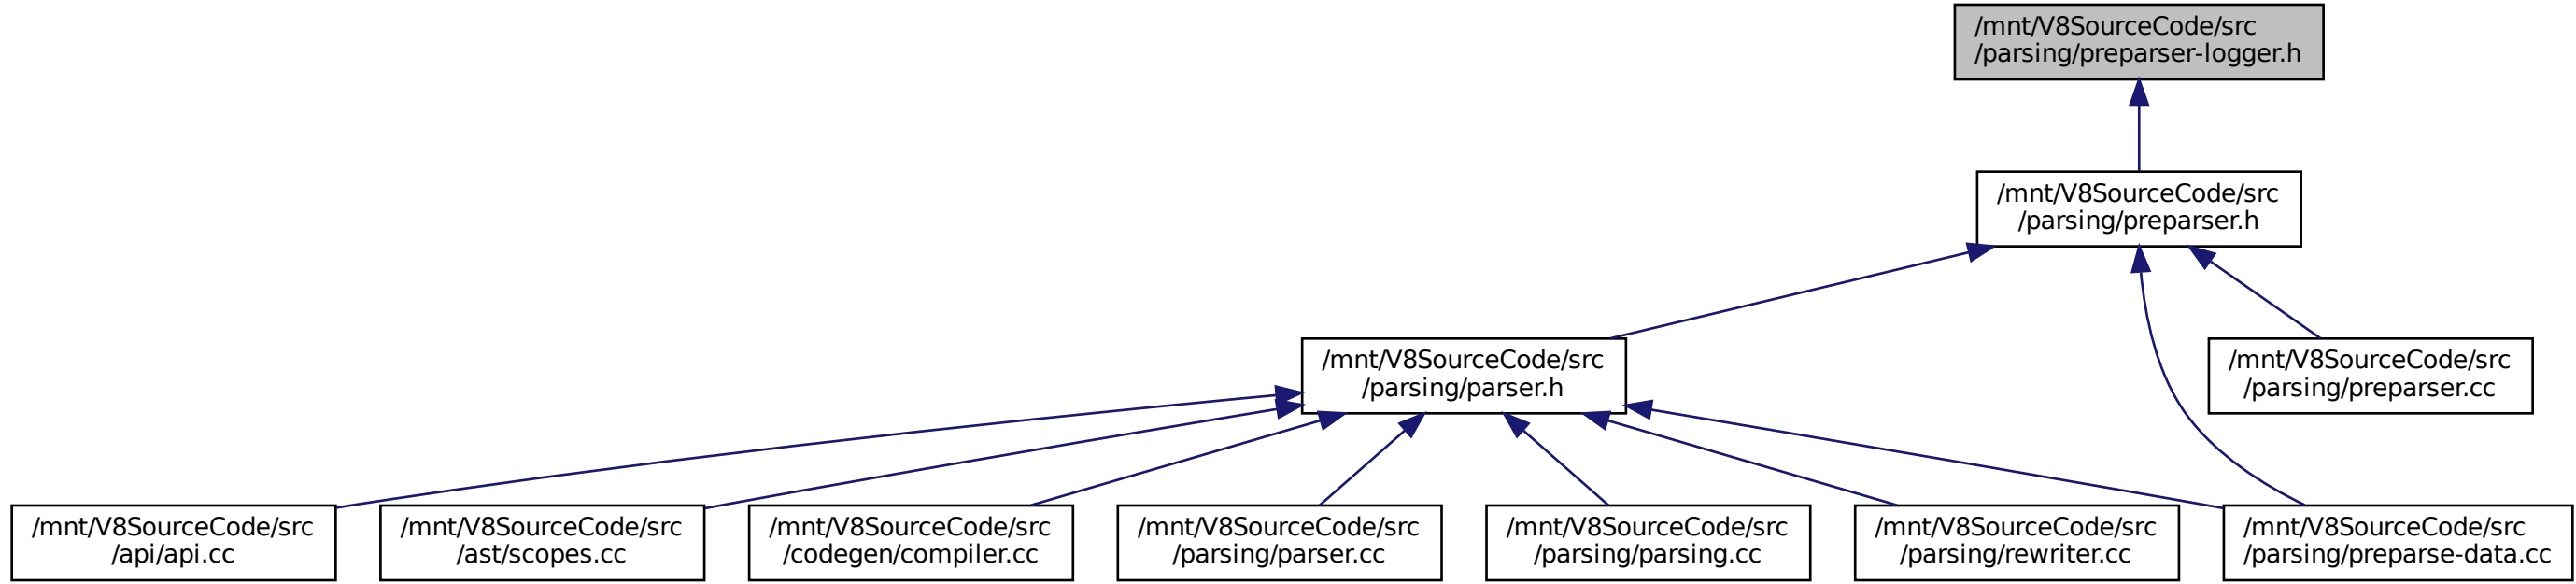 /mnt/V8SourceCode/src
/parsing/preparser-logger.h
/mnt/V8SourceCode/src
/parsing/preparser.h
/mnt/V8SourceCode/src
/parsing/parser.h
/mnt/V8SourceCode/src
/parsing/preparser.cc
/mnt/V8SourceCode/src
/api/api.cc
/mnt/V8SourceCode/src
/ast/scopes.cc
/mnt/V8SourceCode/src
/codegen/compiler.cc
/mnt/V8SourceCode/src
/parsing/parser.cc
/mnt/V8SourceCode/src
/parsing/parsing.cc
/mnt/V8SourceCode/src
/parsing/rewriter.cc
/mnt/V8SourceCode/src
/parsing/preparse-data.cc